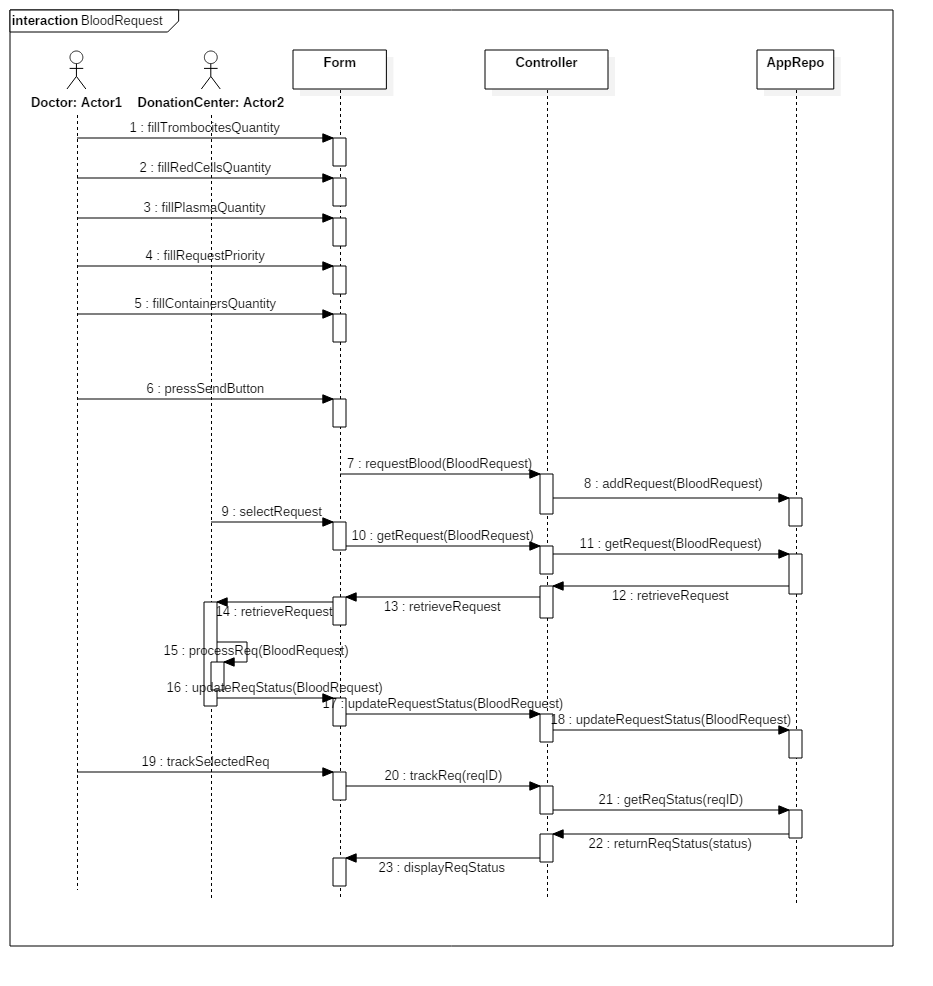 interaction BloodRequest
Form
Controller
AppRepo
Doctor: Actor1
DonationCenter: Actor2
1 : fillTrombocitesQuantity
2 : fillRedCellsQuantity
3 : fillPlasmaQuantity
4 : fillRequestPriority
5 : fillContainersQuantity
6 : pressSendButton
7 : requestBlood(BloodRequest)
8 : addRequest(BloodRequest)
9 : selectRequest
10 : getRequest(BloodRequest)
11 : getRequest(BloodRequest)
12 : retrieveRequest
13 : retrieveRequest
14 : retrieveRequest
15 : processReq(BloodRequest)
16 : updateReqStatus(BloodRequest)
17 : updateRequestStatus(BloodRequest)
18 : updateRequestStatus(BloodRequest)
19 : trackSelectedReq
20 : trackReq(reqID)
21 : getReqStatus(reqID)
22 : returnReqStatus(status)
23 : displayReqStatus